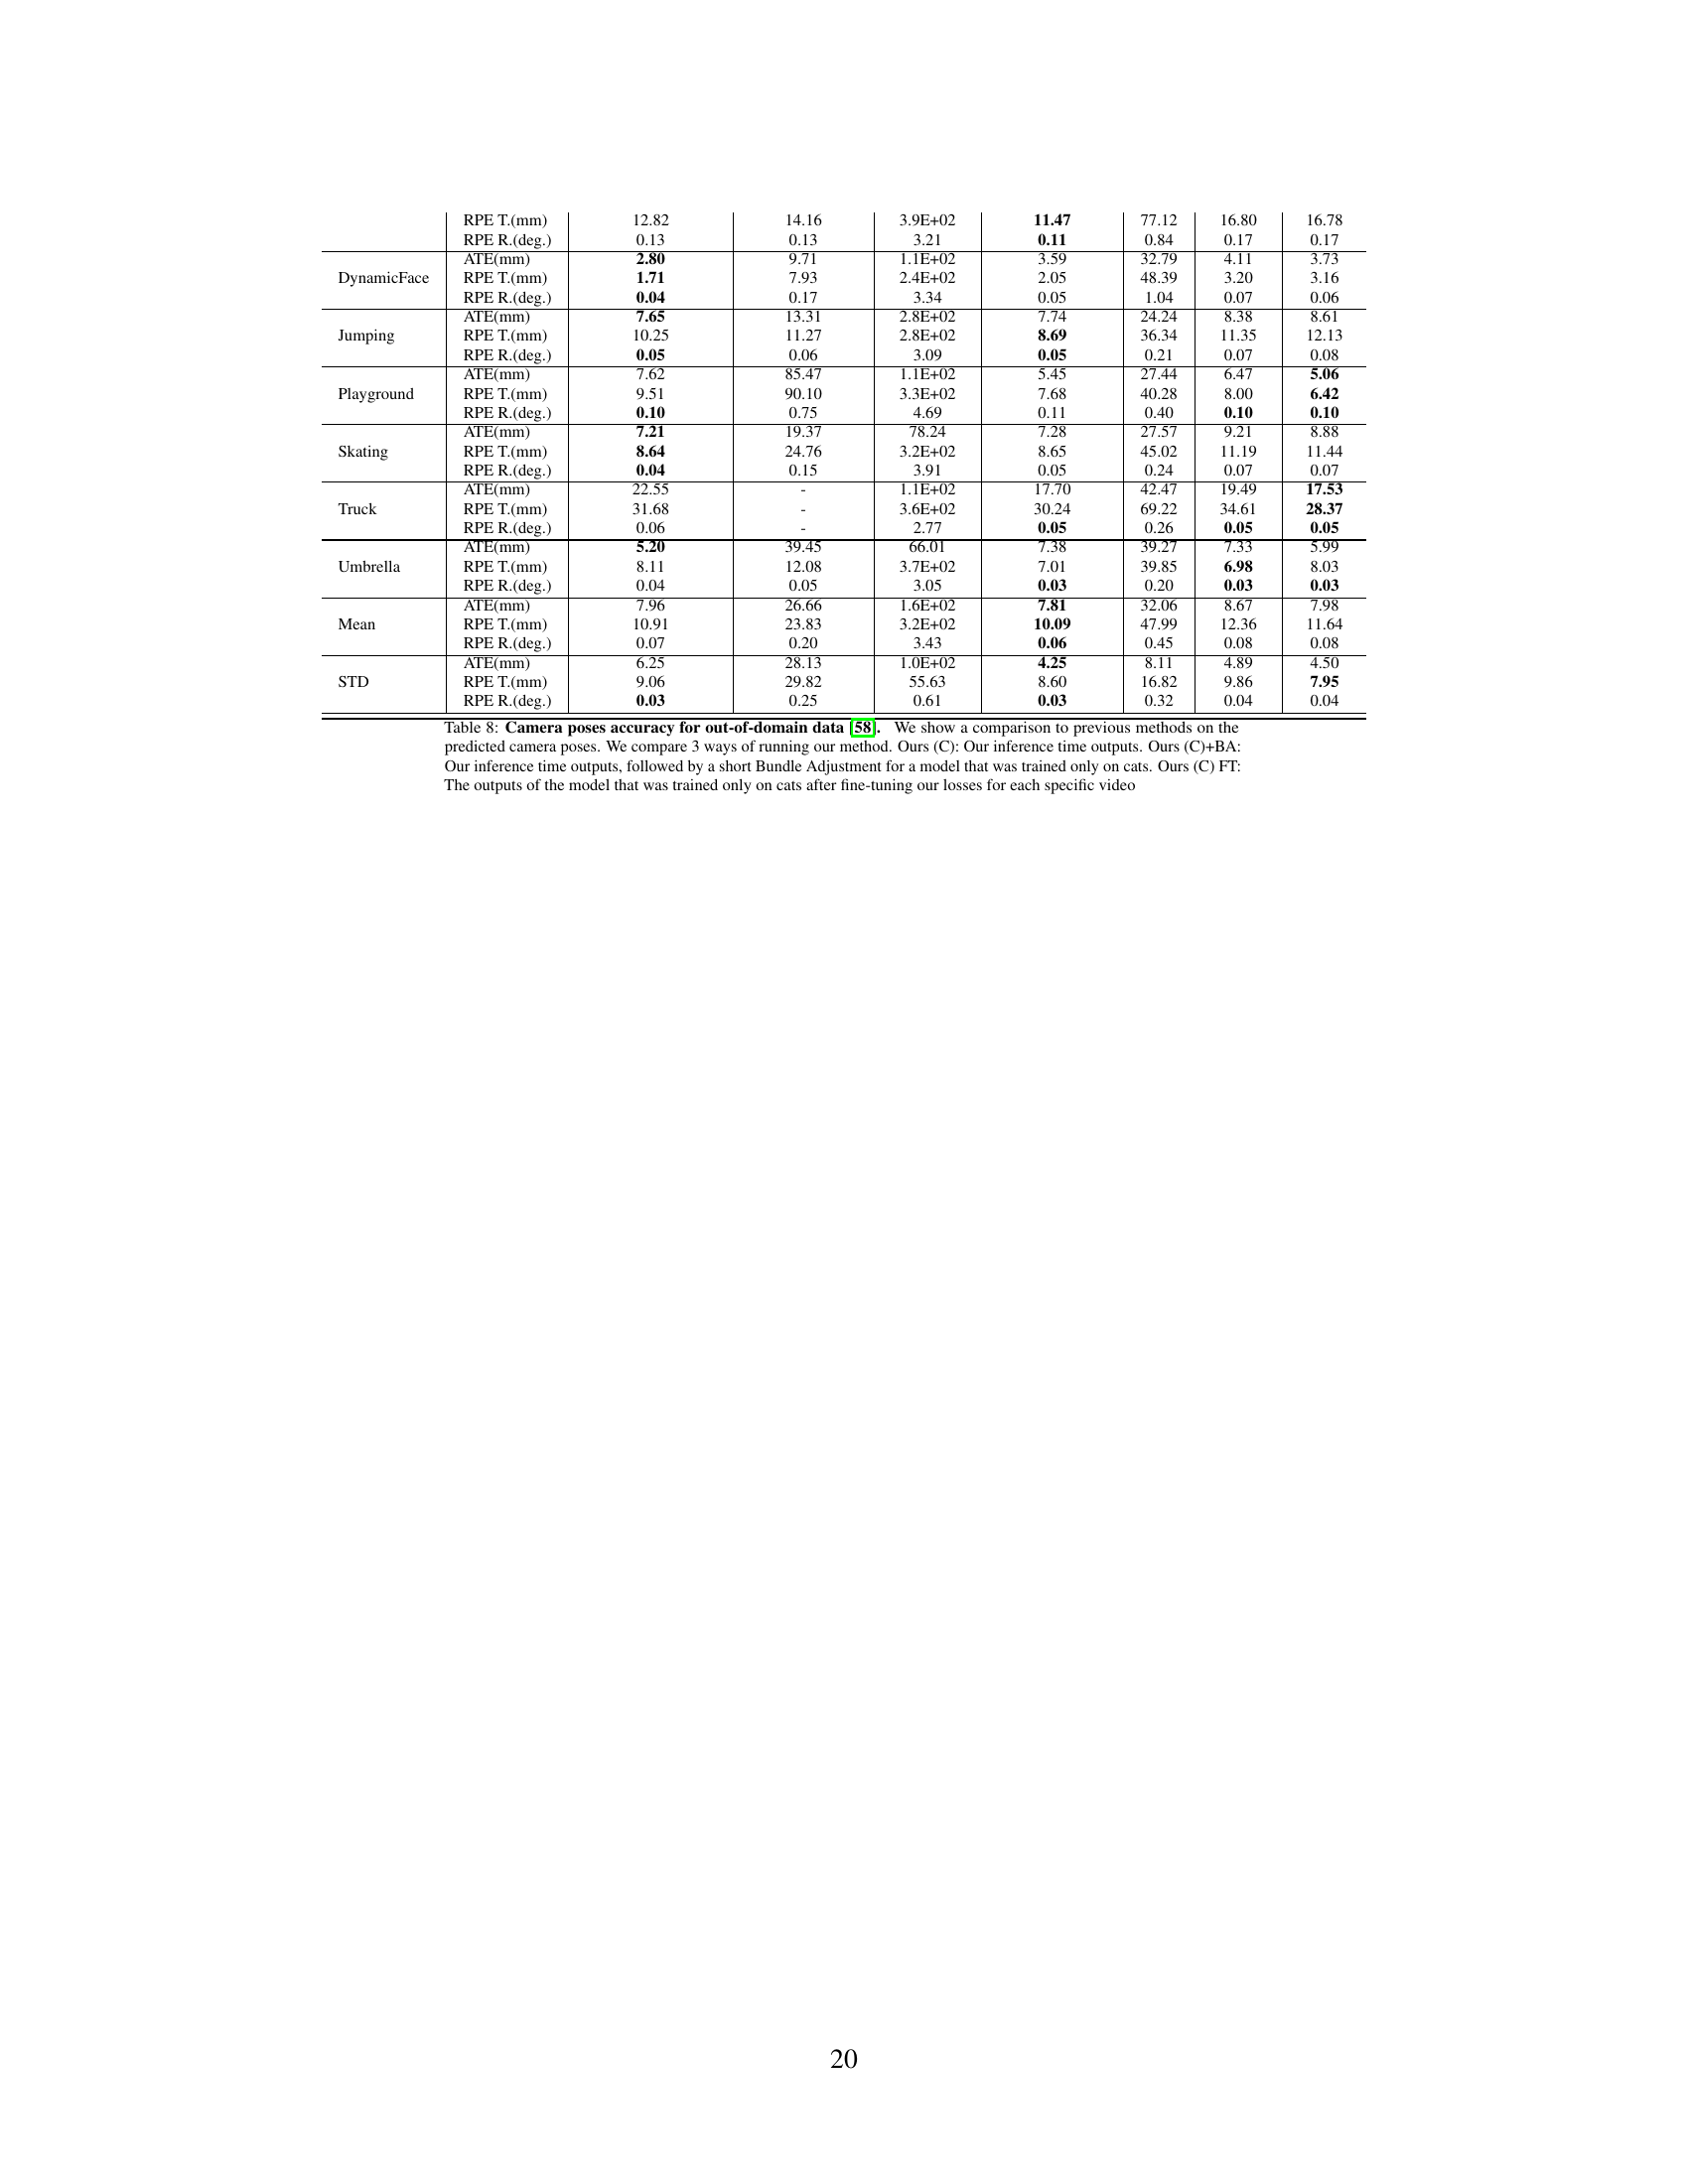 RPE T.(mm) 12.82 14.16 3.9E+02 11.47 77.12 16.80 16.78
RPE R.(deg.) 0.13 0.13 3.21 0.11 0.84 0.17 0.17
ATE(mm) 2.80 9.71 1.1E+02 3.59 32.79 4.11 3.73
DynamicFace RPE T.(mm) 1.71 7.93 2.4E+02 2.05 48.39 3.20 3.16
RPE R.(deg.) 0.04 0.17 3.34 0.05 1.04 0.07 0.06
ATE(mm) 7.65 13.31 2.8E+02 7.74 24.24 8.38 8.61
Jumping RPE T.(mm) 10.25 11.27 2.8E+02 8.69 36.34 11.35 12.13
RPE R.(deg.) 0.05 0.06 3.09 0.05 0.21 0.07 0.08
ATE(mm) 7.62 85.47 1.1E+02 5.45 27.44 6.47 5.06
Playground RPE T.(mm) 9.51 90.10 3.3E+02 7.68 40.28 8.00 6.42
RPE R.(deg.) 0.10 0.75 4.69 0.11 0.40 0.10 0.10
ATE(mm) 7.21 19.37 78.24 7.28 27.57 9.21 8.88
Skating RPE T.(mm) 8.64 24.76 3.2E+02 8.65 45.02 11.19 11.44
RPE R.(deg.) 0.04 0.15 3.91 0.05 0.24 0.07 0.07
ATE(mm) 22.55 - 1.1E+02 17.70 42.47 19.49 17.53
Truck RPE T.(mm) 31.68 - 3.6E+02 30.24 69.22 34.61 28.37
RPE R.(deg.) 0.06 - 2.77 0.05 0.26 0.05 0.05
ATE(mm) 5.20 39.45 66.01 7.38 39.27 7.33 5.99
Umbrella RPE T.(mm) 8.11 12.08 3.7E+02 7.01 39.85 6.98 8.03
RPE R.(deg.) 0.04 0.05 3.05 0.03 0.20 0.03 0.03
ATE(mm) 7.96 26.66 1.6E+02 7.81 32.06 8.67 7.98
Mean RPE T.(mm) 10.91 23.83 3.2E+02 10.09 47.99 12.36 11.64
RPE R.(deg.) 0.07 0.20 3.43 0.06 0.45 0.08 0.08
ATE(mm) 6.25 28.13 1.0E+02 4.25 8.11 4.89 4.50
STD RPE T.(mm) 9.06 29.82 55.63 8.60 16.82 9.86 7.95
RPE R.(deg.) 0.03 0.25 0.61 0.03 0.32 0.04 0.04
Table 8: Camera poses accuracy for out-of-domain data [58]. We show a comparison to previous methods on the
predicted camera poses. We compare 3 ways of running our method. Ours (C): Our inference time outputs. Ours (C)+BA:
Our inference time outputs, followed by a short Bundle Adjustment for a model that was trained only on cats. Ours (C) FT:
The outputs of the model that was trained only on cats after fine-tuning our losses for each specific video
20